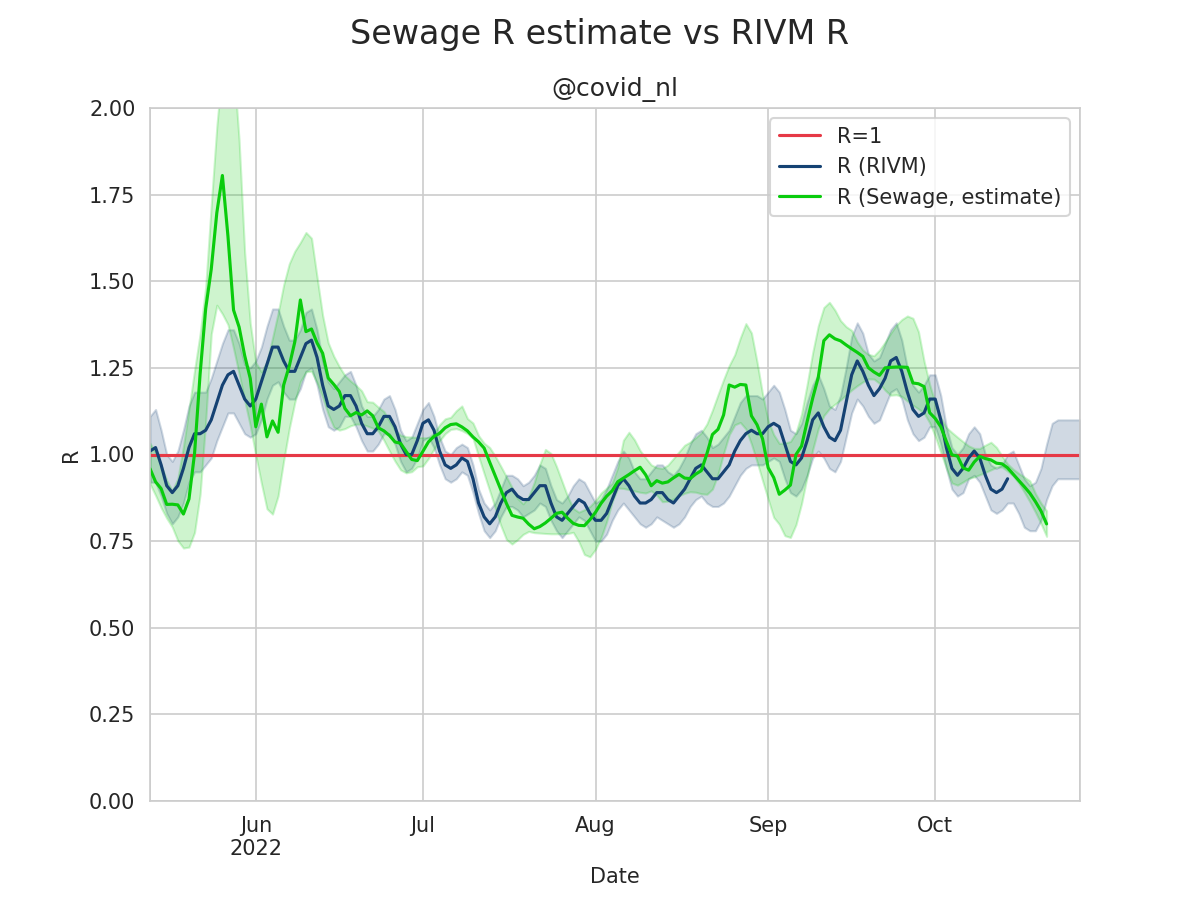 Sewage R estimate vs RIVM R
@covid_nl
R=1
R (RIVM)
R (Sewage, estimate)
2.00
1.75
1.50
1.25
1.00
0.75
0.50
0.25
0.00
R
Jun
2022
Jul
Aug
Sep
Oct
Date